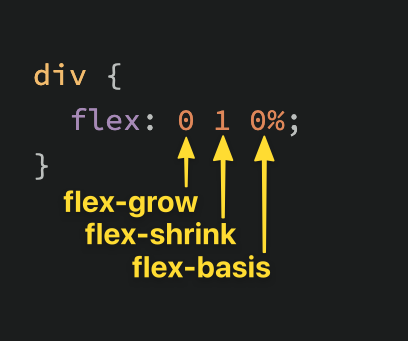 div {
flex: 0 1 0%;
}
flex-grow
flex-shrink
flex-basis